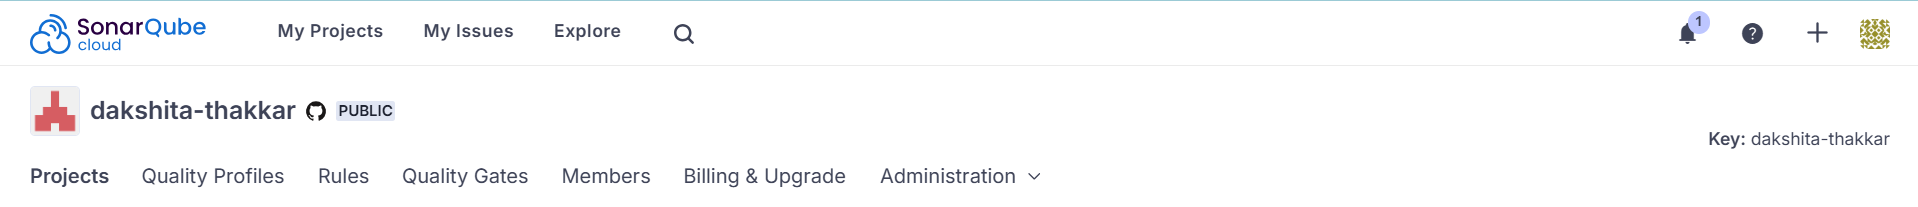 SonarQube cloud My Projects My Issues Explore 1
dakshita-thakkar PUBLIC
Key: dakshita-thakkar
Projects Quality Profiles Rules Quality Gates Members Billing & Upgrade Administration